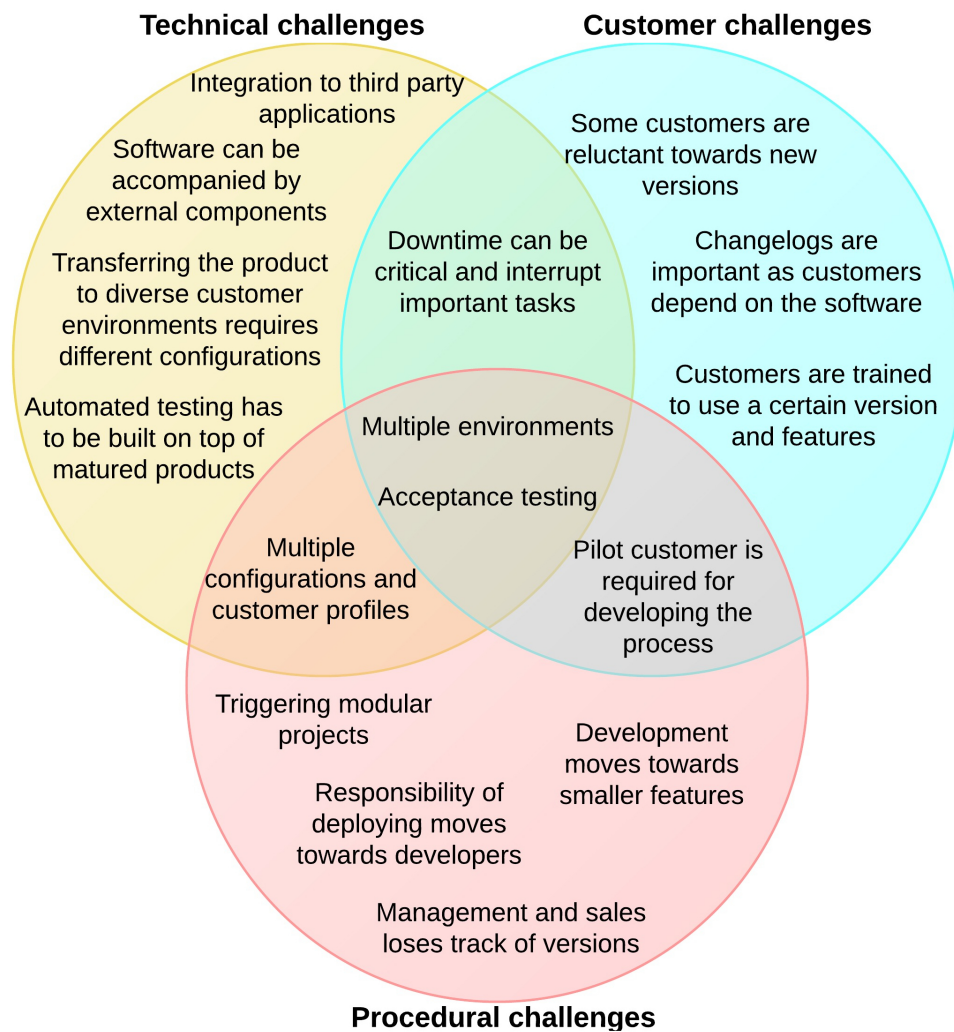 Technical challenges
Customer challenges
Integration to third party
applications
Software can be
accompanied by
external components
Transferring the product
to diverse customer
environments requires
different configurations
Automated testing has
to be built on top of
matured products
Downtime can be
critical and interrupt
important tasks
Some customers are
reluctant towards new
versions
Changelogs are
important as customers
depend on the software
Customers are trained
to use a certain version
and features
Multiple environments
Acceptance testing
Multiple
configurations and
customer profiles
Pilot customer is
required for
developing the
process
Triggering modular
projects
Development
moves towards
smaller features
Responsibility of
deploying moves
towards developers
Management and sales
loses track of versions
Procedural challenges